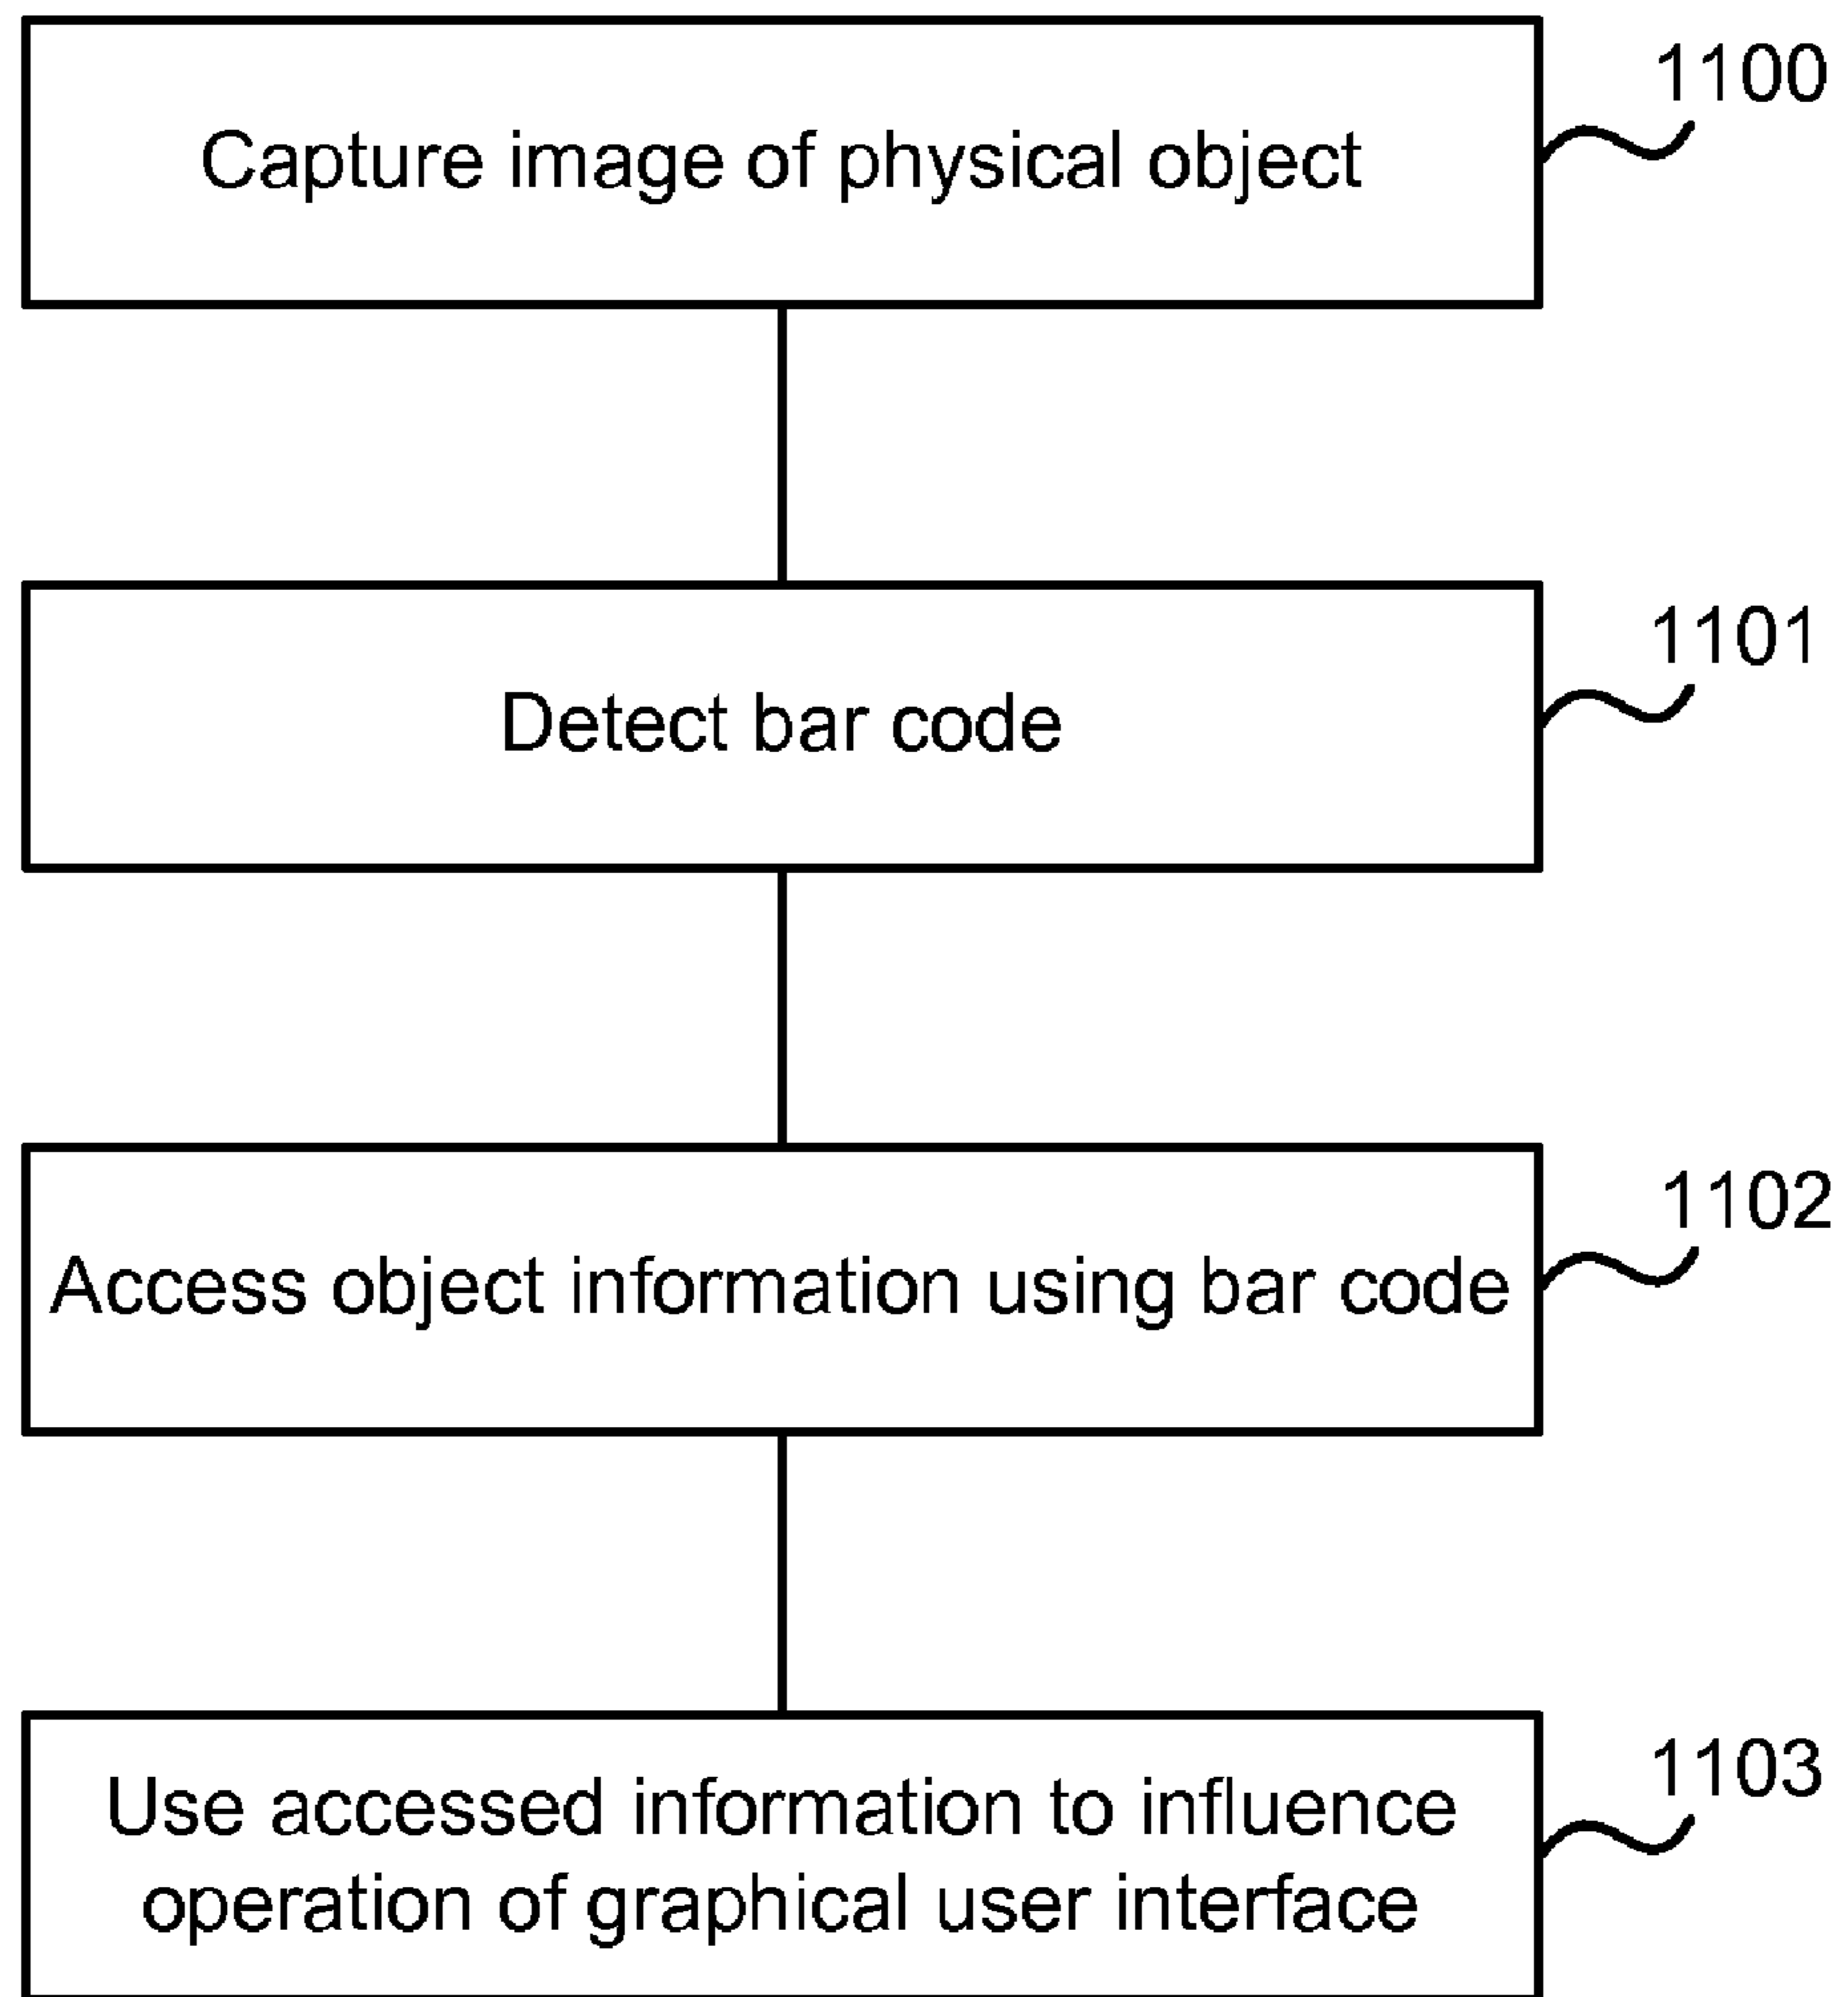 1100
Capture image of physical object
1101
Detect bar code
1102
Access object information using bar code
1103
Use accessed information to influence
operation of graphical user interface